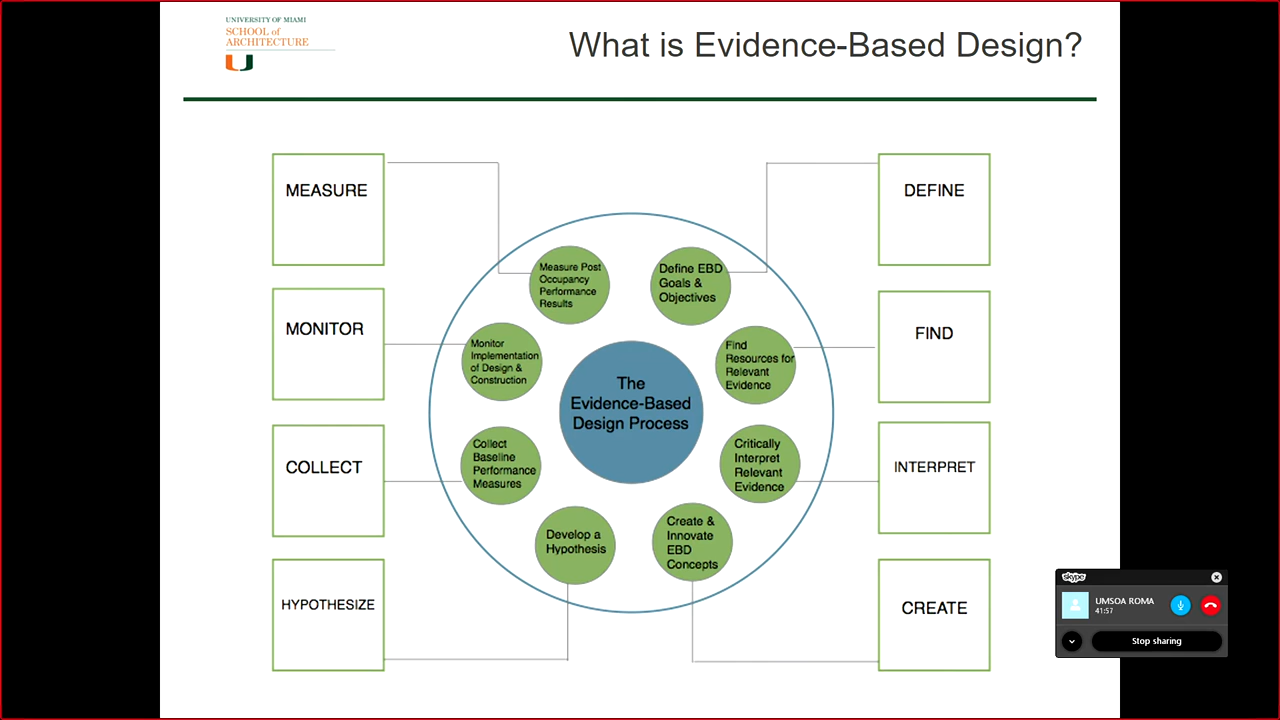 UNIVERSITY OF MIAMI
SCHOOL of
ARCHITECTURE
What is Evidence-Based Design?
MEASURE
MONITOR
COLLECT
HYPOTHESIZE
Measure Post
Occupancy
Performance
Results
Monitor
Implementation
of Design &
Construction
Collect
Baseline
Performance
Measures
Develop a
Hypothesis
The
Evidence-Based
Design Process
Define EBD
Goals &
Objectives
Find
Resources for
Relevant
Evidence
Critically
Interpret
Relevant
Evidence
Create &
Innovate
EBD
Concepts
DEFINE
FIND
INTERPRET
CREATE
skype
UMSOA ROMA
41:57
Stop sharing